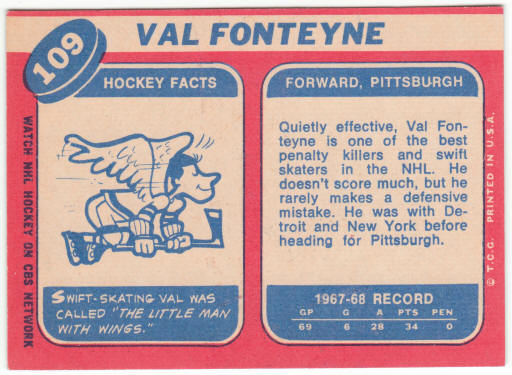 109
VAL FONTEYNE
HOCKEY FACTS
SWIFT-SKATING VAL WAS
CALLED "THE LITTLE MAN
WITH WINGS."
FORWARD, PITTSBURGH
Quietly effective, Val Fon-
teyne is one of the best
penalty killers and swift
skaters in the NHL. He
doesn't score much, but he
rarely makes a defensive
mistake. He was with De-
troit and New York before
heading for Pittsburgh.
1967-68 RECORD
GP G A PTS PEN
69 6 28 34 0
WATCH NHL HOCKEY ON CBS NETWORK
© T.C.G. PRINTED IN U.S.A.